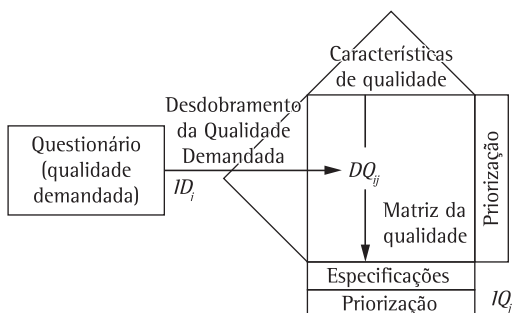 Características
de qualidade
Desdobramento
da Qualidade
Demandada
Questionário
(qualidade
demandada)
ID_i
DQ_ij
Matriz da
qualidade
Priorização
Especificações
Priorização
IQ_j